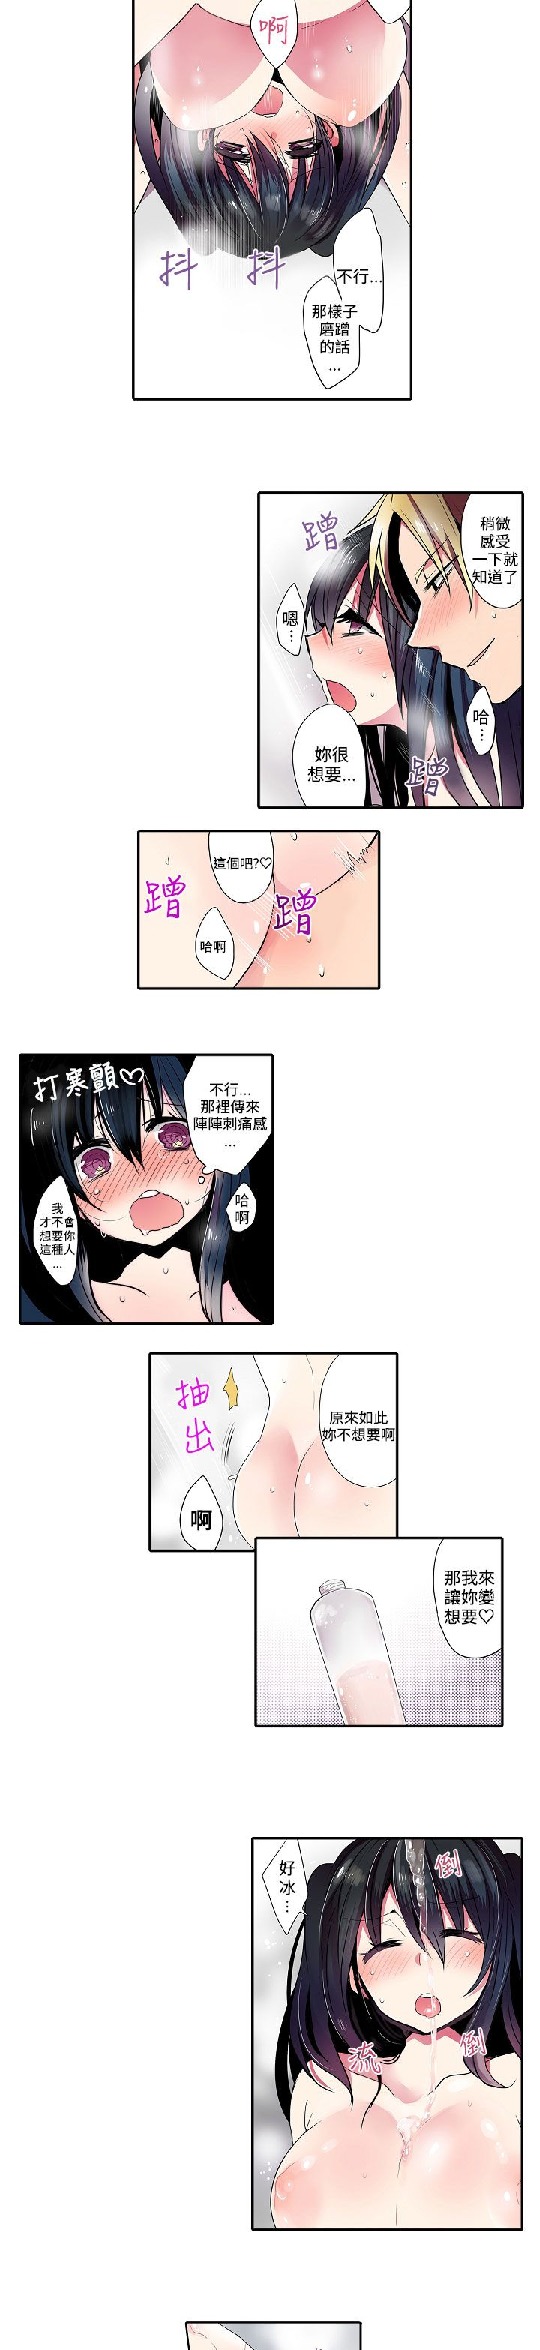 啊
抖
抖
不行…
那樣子
磨蹭
的話
…
蹭
稍微
感受
一下就
知道了
嗯
…
哈
…
妳很
想要…
蹭
這個吧?♡
蹭
蹭
哈啊
打寒顫♡
不行…
那裡傳來
陣陣刺痛感
…
哈
啊
我
才不會
想要你
這種人
…
抽
出
原來如此
妳不想要啊
啊
那我來
讓妳變
想要♡
好
冰
…
倒
流
倒